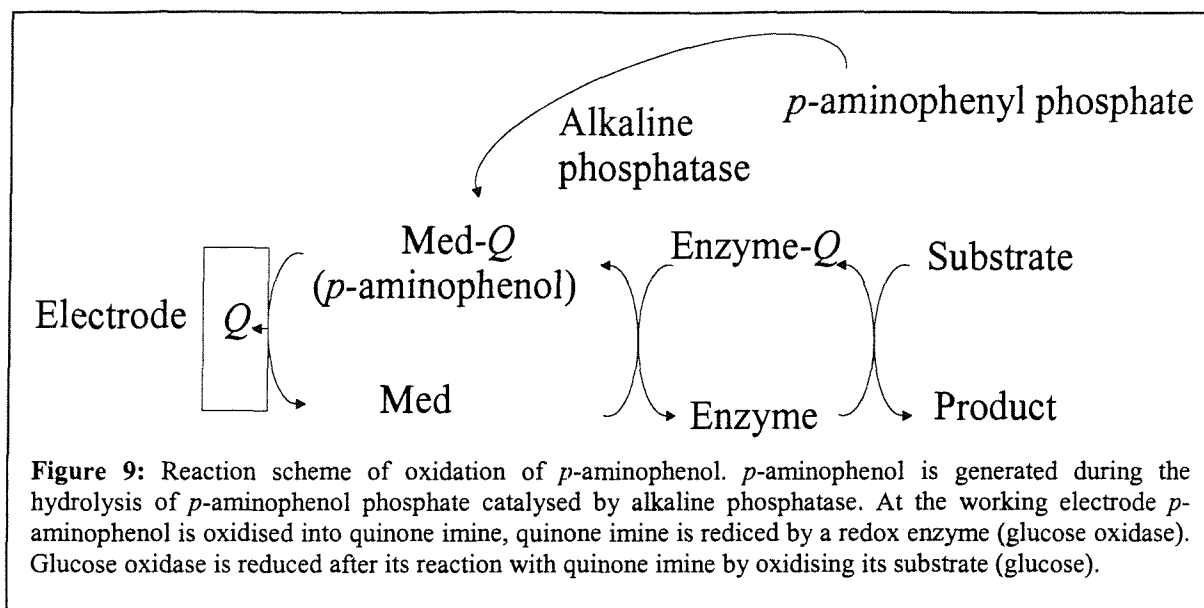 p-aminophenyl phosphate
Alkaline
phosphatase
Med-Q
(p-aminophenol)
Enzyme-Q
Substrate
Electrode
Q
Med
Enzyme
Product
Figure 9: Reaction scheme of oxidation of p-aminophenol. p-aminophenol is generated during the
hydrolysis of p-aminophenol phosphate catalysed by alkaline phosphatase. At the working electrode p-
aminophenol is oxidised into quinone imine, quinone imine is rediced by a redox enzyme (glucose oxidase).
Glucose oxidase is reduced after its reaction with quinone imine by oxidising its substrate (glucose).